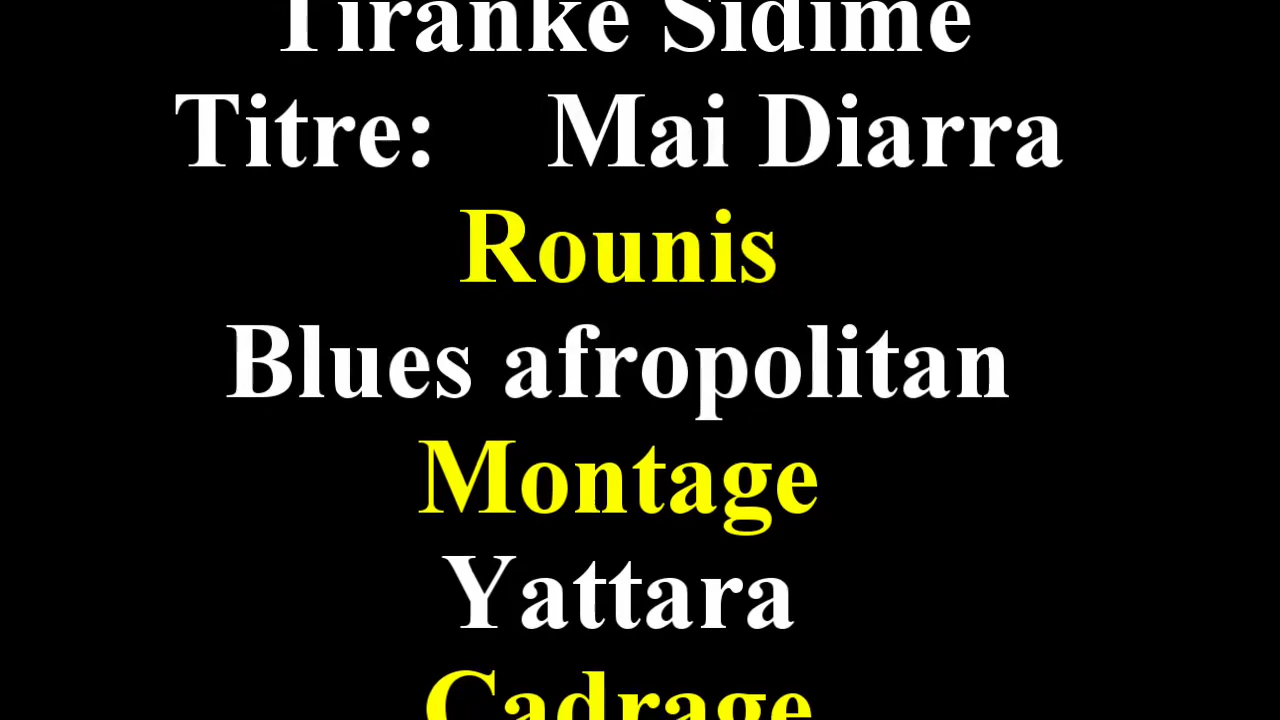 Tiranke Sidime
Titre: Mai Diarra
Rounis
Blues afropolitan
Montage
Yattara
Cadrage